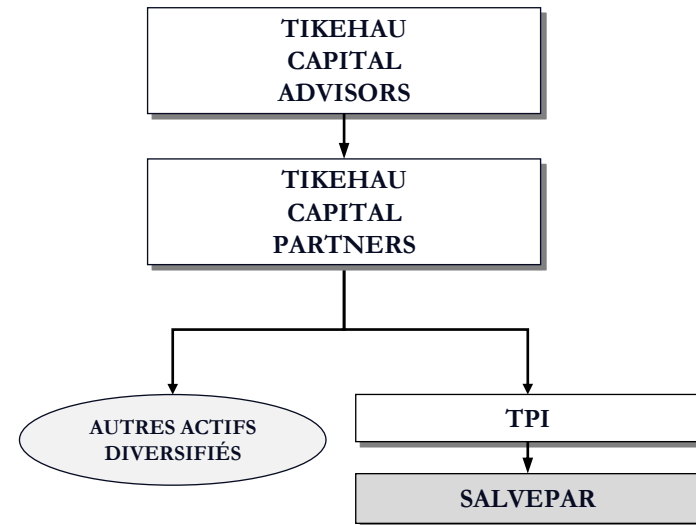 TIKEHAU
CAPITAL
ADVISORS
TIKEHAU
CAPITAL
PARTNERS
AUTRES ACTIFS
DIVERSIFIÉS
TPI
SALVEPAR